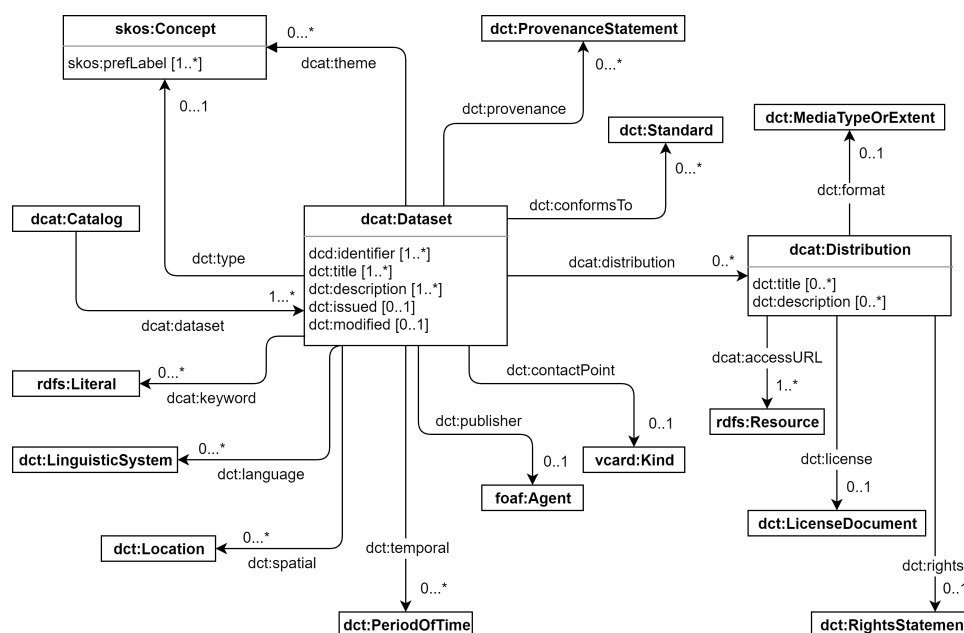 skos:Concept
skos:prefLabel [1..*]
0...*
dcat:theme
0...1
dct:ProvenanceStatement
0...*
dct:provenance
dct:Standard
0...*
dct:conformsTo
dct:MediaTypeOrExtent
0..1
dct:format
dcat:Catalog
dct:type
1...*
dcat:dataset
dcat:Dataset
dcd:identifier [1..*]
dct:title [1..*]
dct:description [1..*]
dct:issued [0..1]
dct:modified [0..1]
dcat:distribution
0..*
dcat:Distribution
dct:title [0..*]
dct:description [0..*]
rdfs:Literal
0...*
dcat:keyword
dct:LinguisticSystem
0...*
dct:language
dct:Location
0...*
dct:spatial
dct:temporal
0...*
dct:PeriodOfTime
dct:publisher
0..1
foaf:Agent
dct:contactPoint
0..1
vcard:Kind
dcat:accessURL
1..*
rdfs:Resource
dct:license
0..1
dct:LicenseDocument
dct:rights
0..1
dct:RightsStatemen